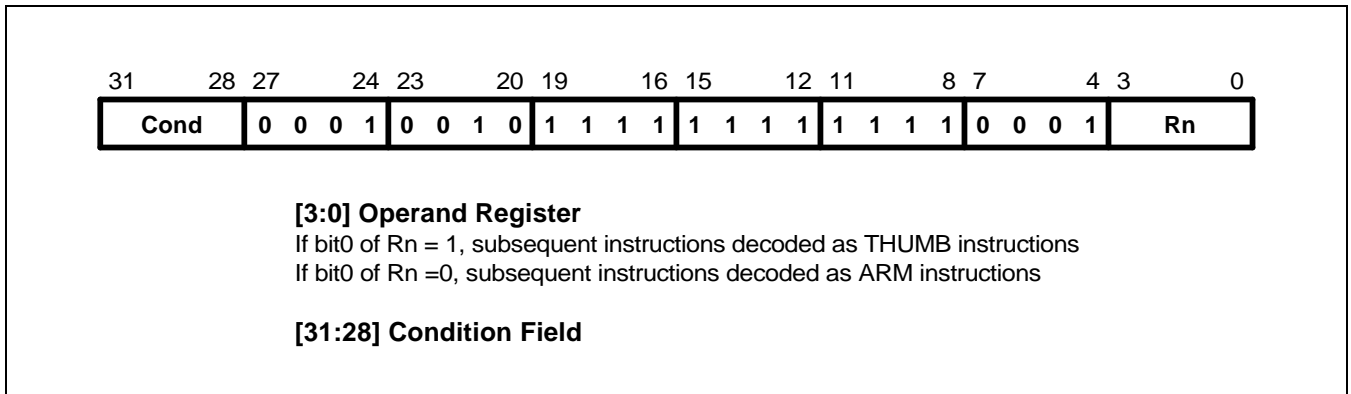 31 28 27 24 23 20 19 16 15 12 11 8 7 4 3 0
Cond 0 0 0 1 0 0 1 0 1 1 1 1 1 1 1 1 1 1 1 1 0 0 0 1 Rn
[3:0] Operand Register
If bit0 of Rn = 1, subsequent instructions decoded as THUMB instructions
If bit0 of Rn =0, subsequent instructions decoded as ARM instructions
[31:28] Condition Field